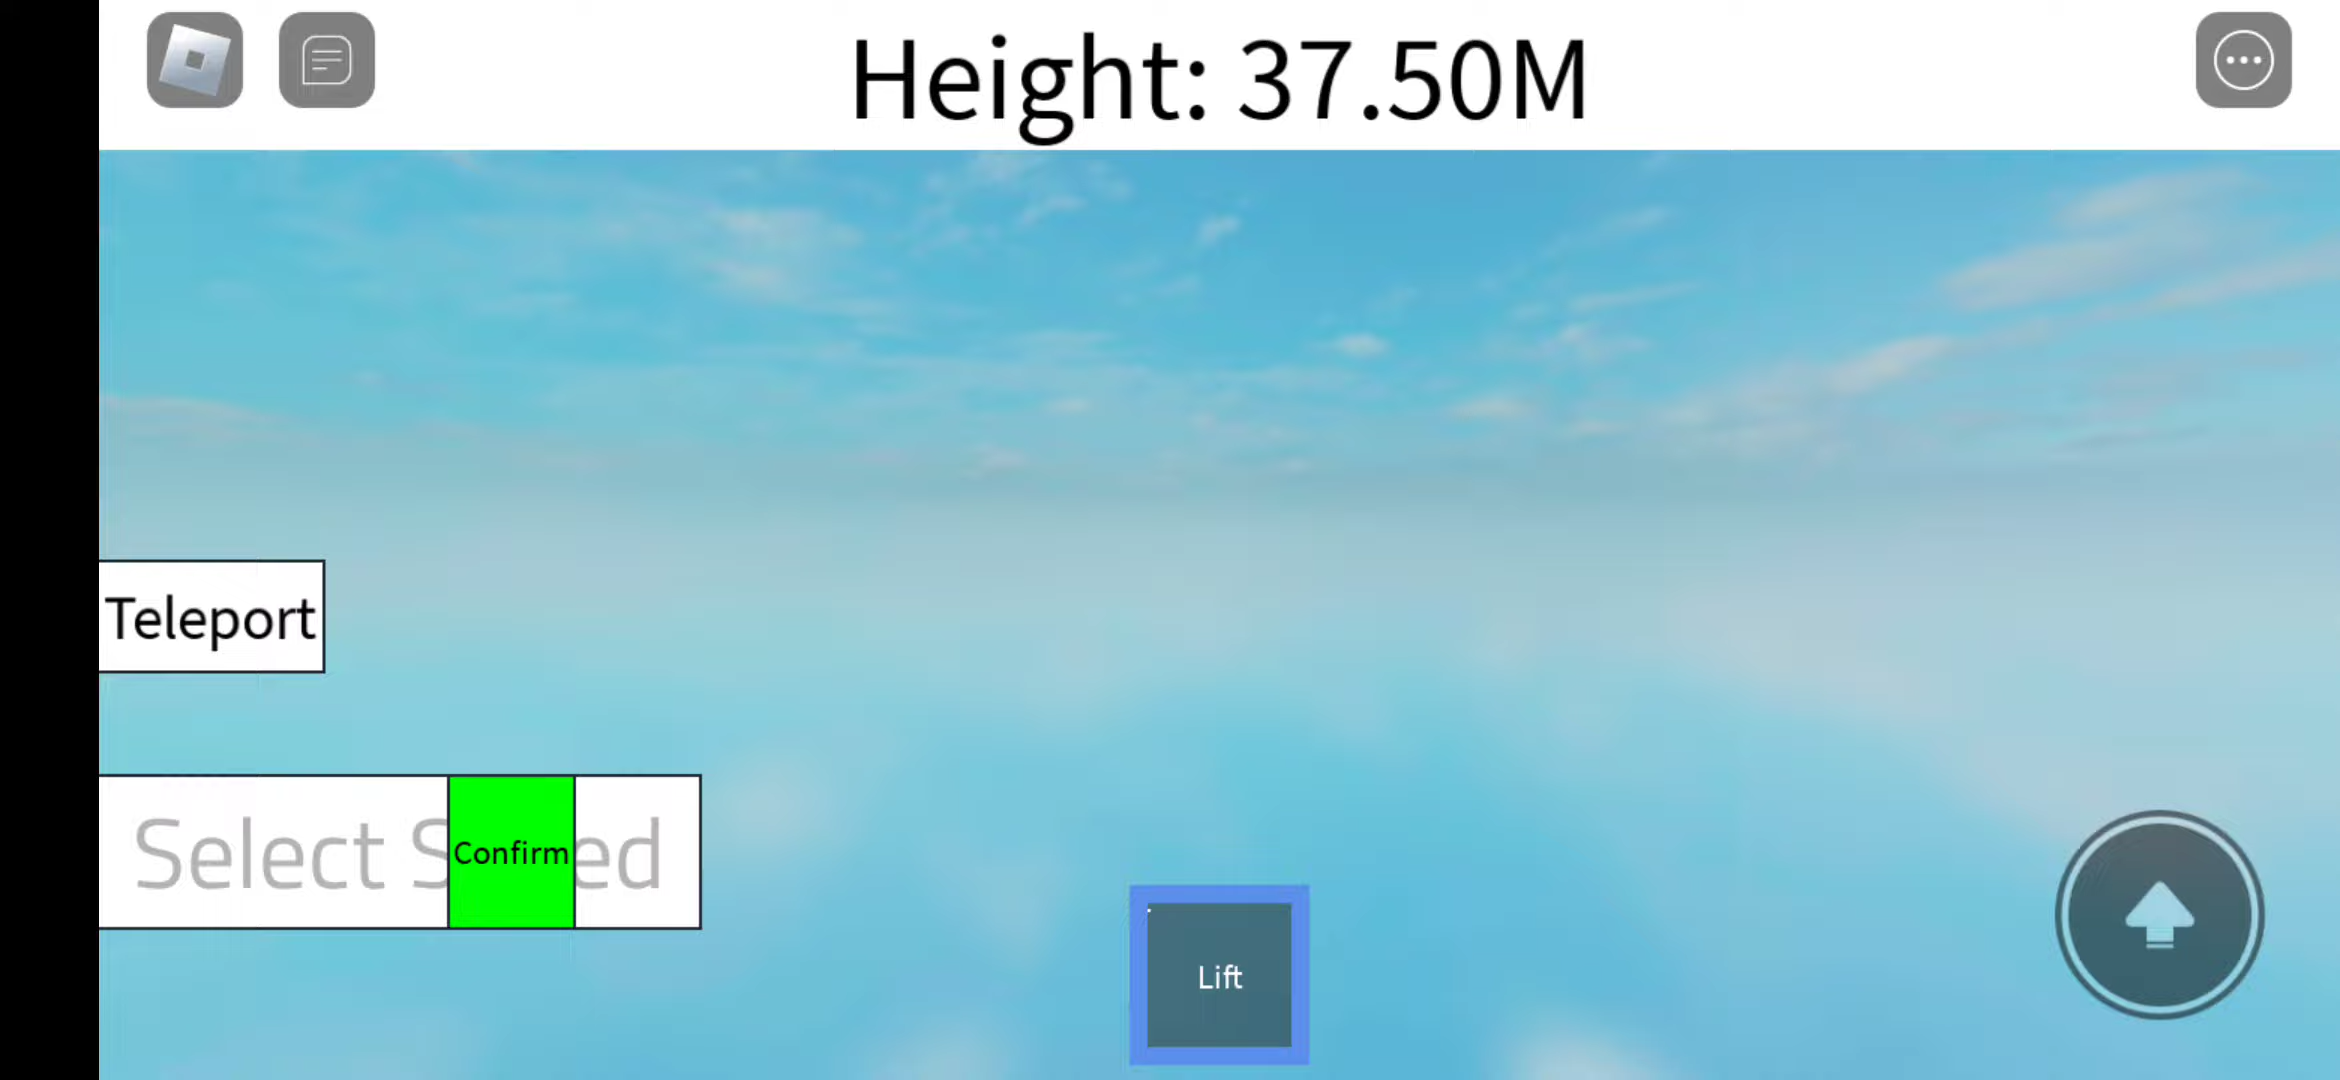 Height: 37.50M
Teleport
Select S
Confirm
ed
Lift